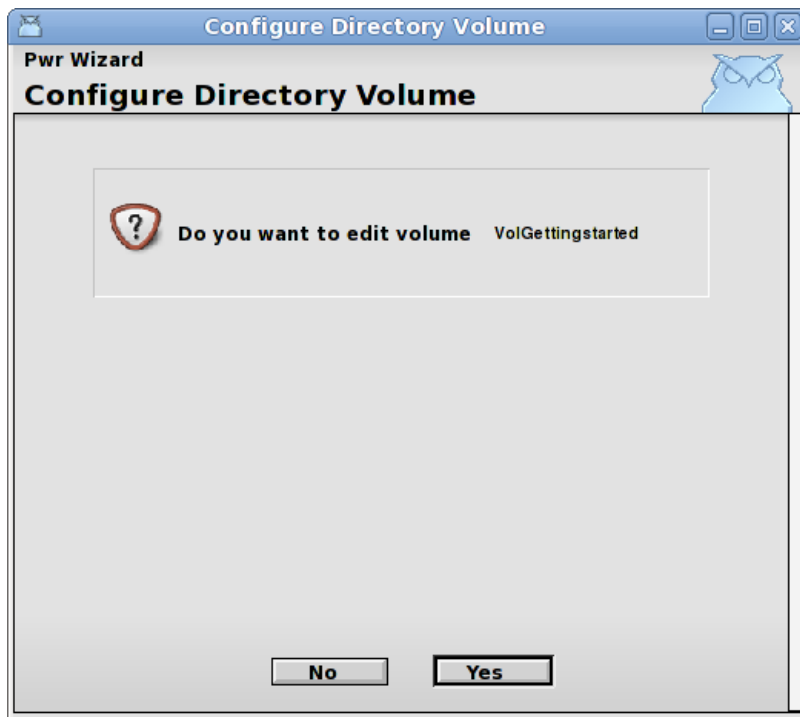 Configure Directory Volume
Pwr Wizard
Configure Directory Volume
? Do you want to edit volume VolGettingstarted
No Yes